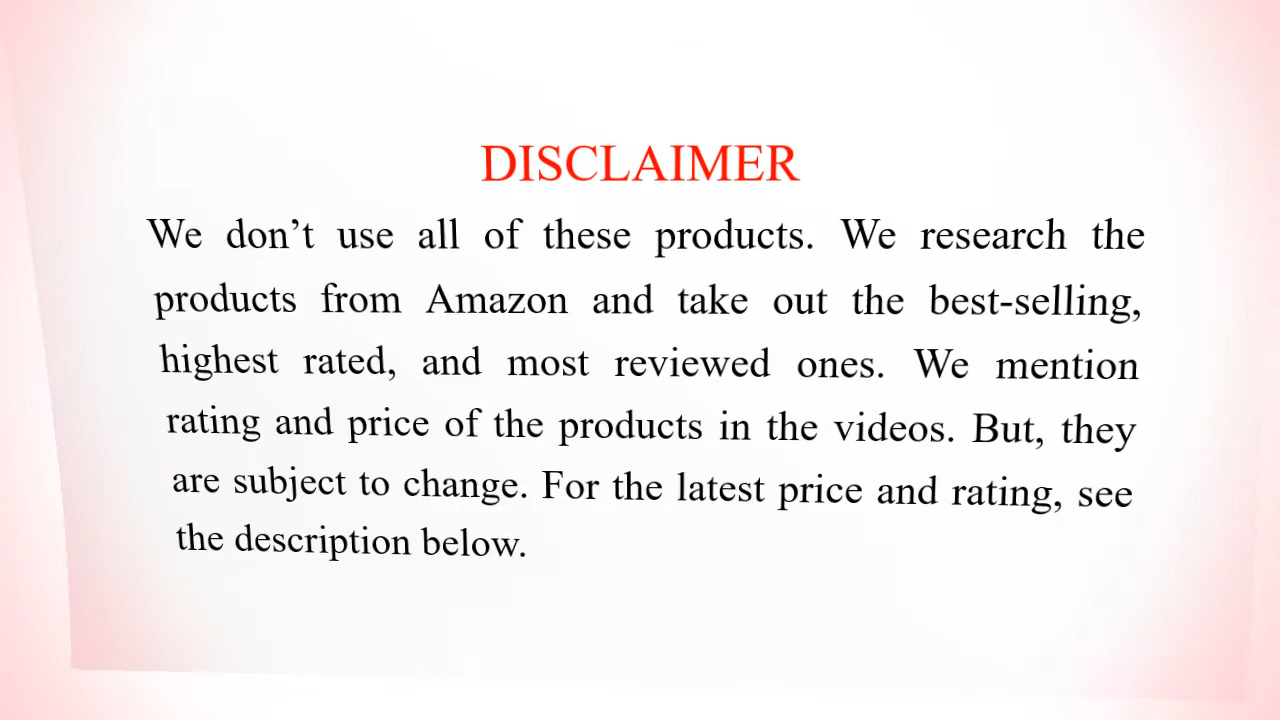 DISCLAIMER
We don’t use all of these products. We research the
products from Amazon and take out the best-selling,
highest rated, and most reviewed ones. We mention
rating and price of the products in the videos. But, they
are subject to change. For the latest price and rating, see
the description below.